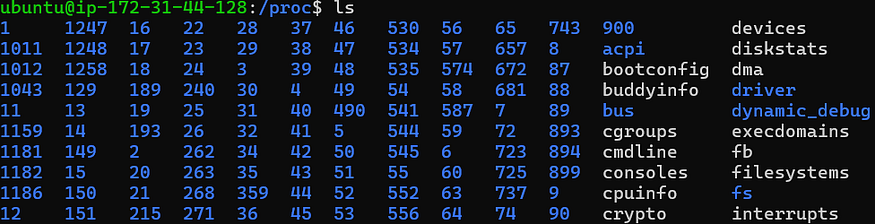 ubuntu@ip-172-31-44-128:/proc$ ls
1 1247 16 22 28 37 46 530 56 65 743 900 devices
1011 1248 17 23 29 38 47 534 57 657 8 acpi diskstats
1012 1258 18 24 3 39 48 535 574 672 87 bootconfig dma
1043 129 189 240 30 4 49 54 58 681 88 buddyinfo driver
11 13 19 25 31 40 490 541 587 7 89 bus dynamic_debug
1159 14 193 26 32 41 5 544 59 72 893 cgroups execdomains
1181 149 2 262 34 42 50 545 6 723 894 cmdline fb
1182 15 20 263 35 43 51 55 60 725 899 consoles filesystems
1186 150 21 268 359 44 52 552 63 737 9 cpuinfo fs
12 151 215 271 36 45 53 556 64 74 90 crypto interrupts